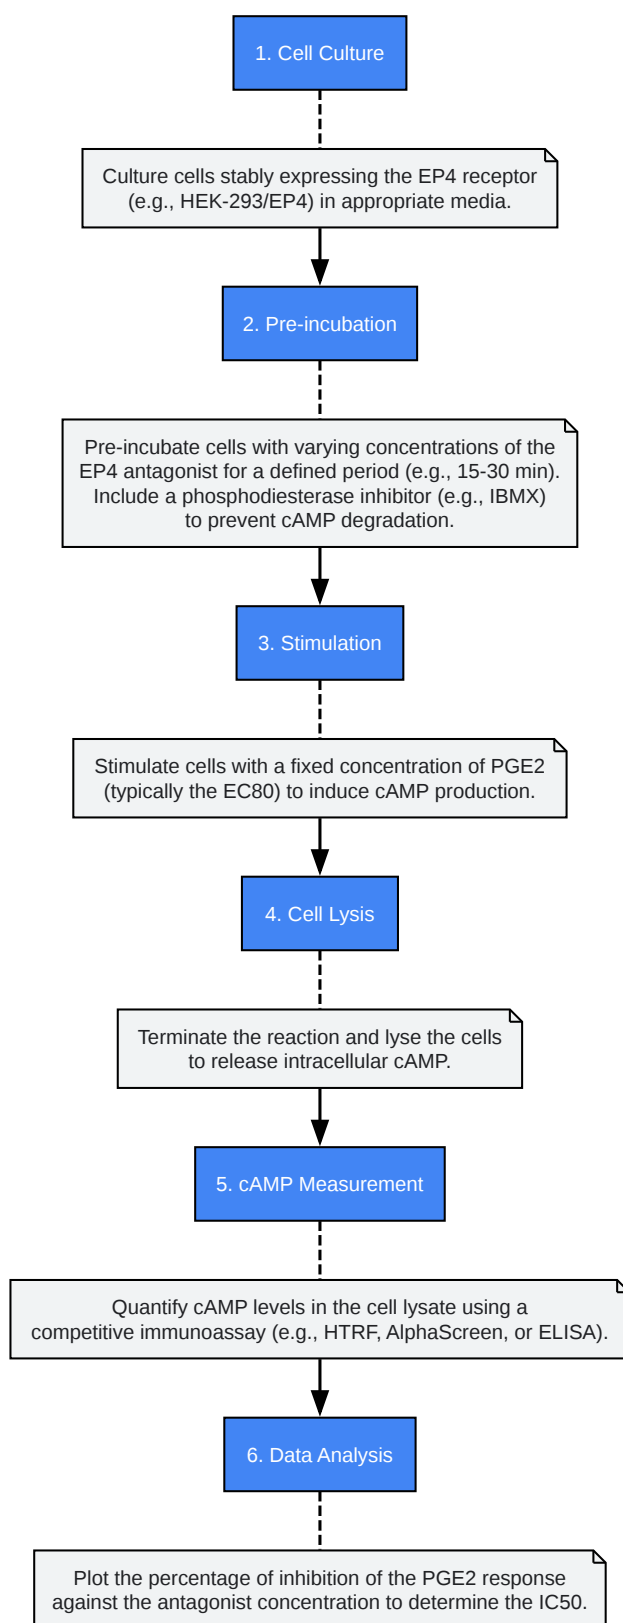 1. Cell Culture
Culture cells stably expressing the EP4 receptor
(e.g., HEK-293/EP4) in appropriate media.
2. Pre-incubation
Pre-incubate cells with varying concentrations of the
EP4 antagonist for a defined period (e.g., 15-30 min).
Include a phosphodiesterase inhibitor (e.g., IBMX)
to prevent cAMP degradation.
3. Stimulation
Stimulate cells with a fixed concentration of PGE2
(typically the EC80) to induce cAMP production.
4. Cell Lysis
Terminate the reaction and lyse the cells
to release intracellular cAMP.
5. cAMP Measurement
Quantify cAMP levels in the cell lysate using a
competitive immunoassay (e.g., HTRF, AlphaScreen, or ELISA).
6. Data Analysis
Plot the percentage of inhibition of the PGE2 response
against the antagonist concentration to determine the IC50.